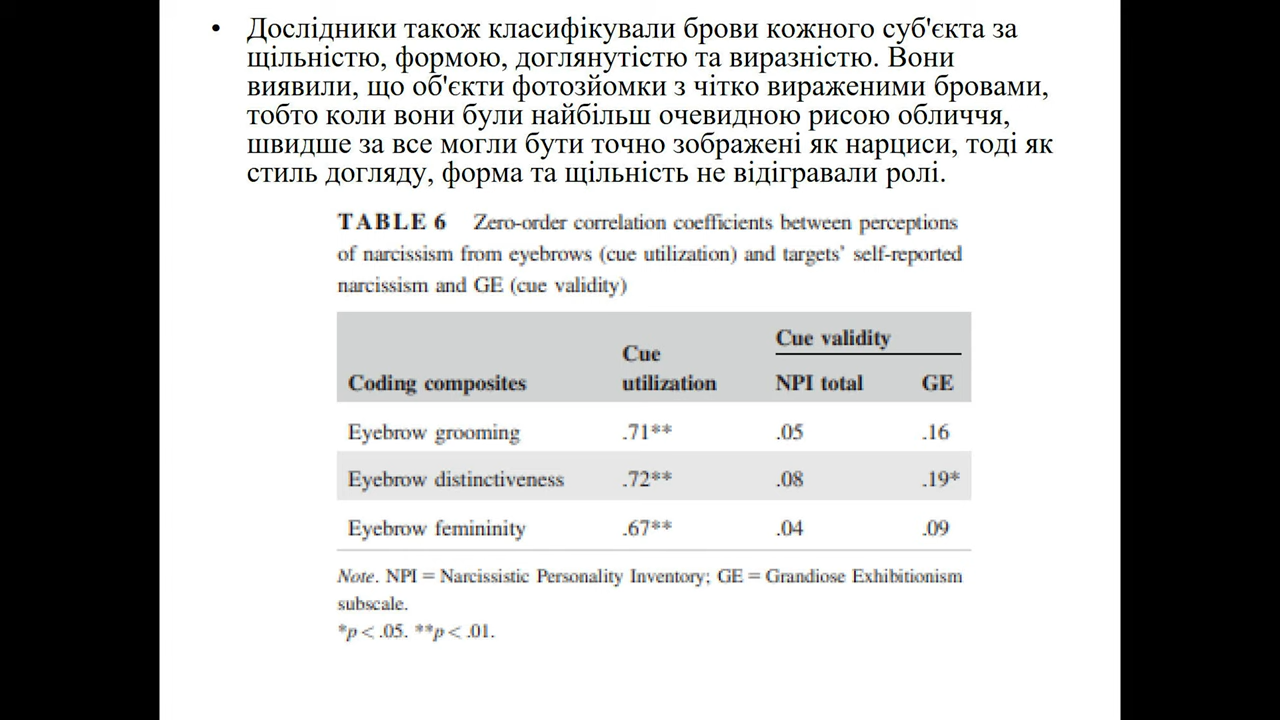 • Дослідники також класифікували брови кожного суб'єкта за
щільністю, формою, доглянутістю та виразністю. Вони
виявили, що об'єкти фотозйомки з чітко вираженими бровами,
тобто коли вони були найбільш очевидною рисою обличчя,
швидше за все могли бути точно зображені як нарциси, тоді як
стиль догляду, форма та щільність не відігравали ролі.
TABLE 6 Zero-order correlation coefficients between perceptions
of narcissism from eyebrows (cue utilization) and targets' self-reported
narcissism and GE (cue validity)
Cue validity
Cue
Coding composites utilization NPI total GE
Eyebrow grooming .71** .05 .16
Eyebrow distinctiveness .72** .08 .19*
Eyebrow femininity .67** .04 .09
Note. NPI = Narcissistic Personality Inventory; GE = Grandiose Exhibitionism
subscale.
*p < .05. **p < .01.